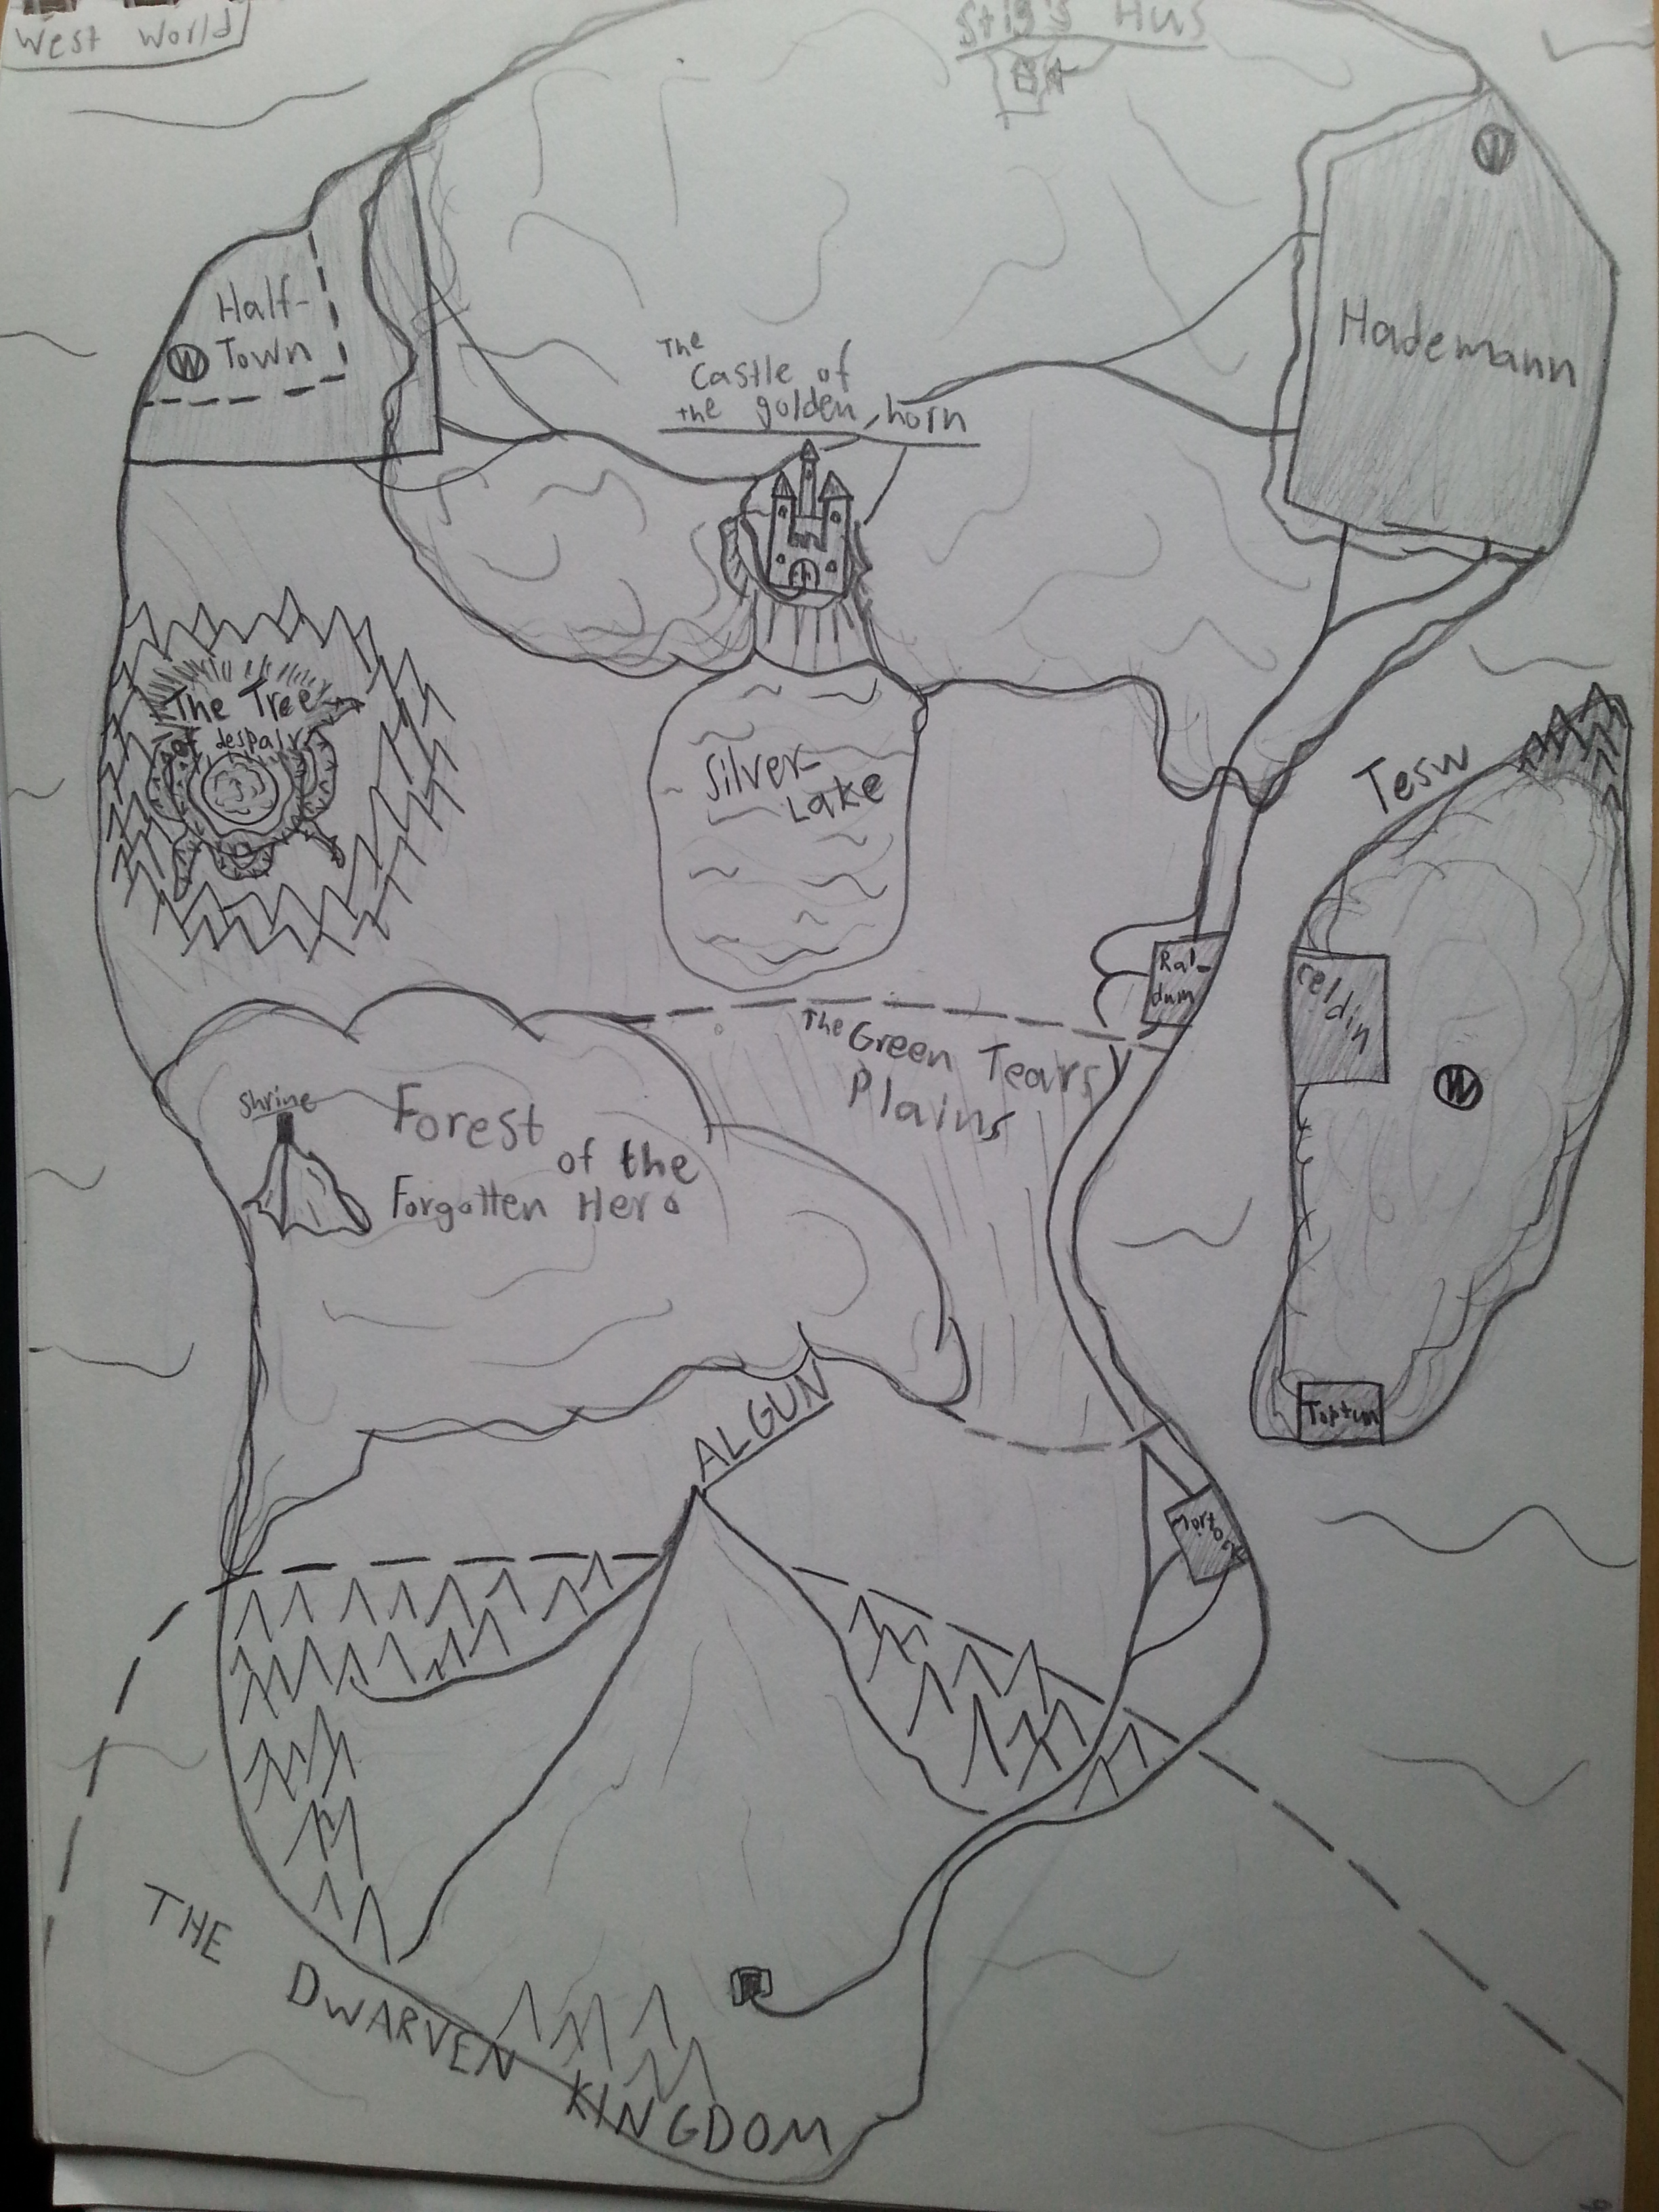 West World
Stig's Hus
W
Hademann
Half-
W Town
The
Castle of
the golden horn
The Tree
of despair
Silver-
Lake
Tesw
Ral-
dum
Celdin
W
The Green Tears
Plains
Shrine
Forest
of the
Forgotten Hero
ALGUN
Toptun
Mortock
THE DWARVEN KINGDOM